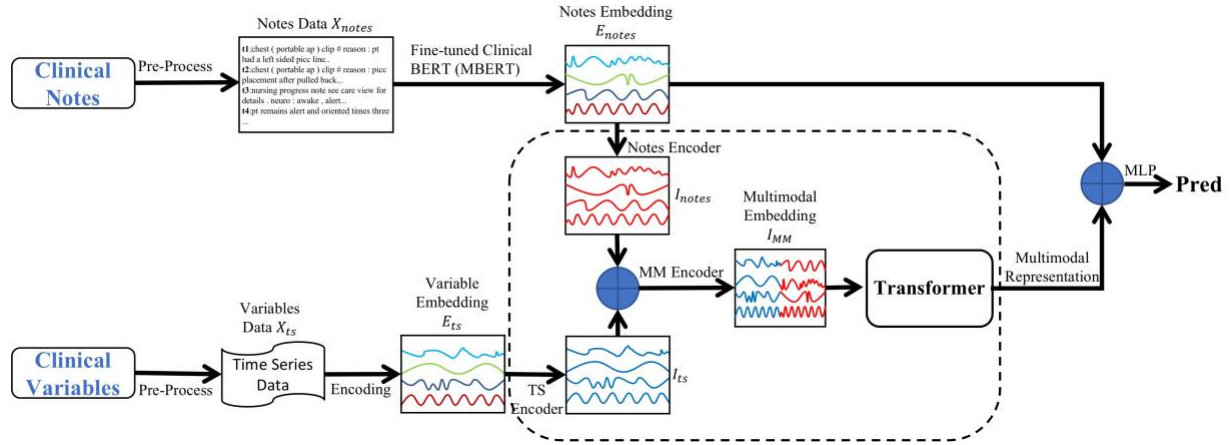 Clinical
Notes
Pre-Process
Notes Data X_notes
t1:chest ( portable ap ) clip # reason : pt
had a left sided picc line..
t2:chest ( portable ap ) clip # reason : picc
placement after pulled back...
t3:nursing progress note see care view for
details . neuro : awake , alert...
t4:pt remains alert and oriented times three
...
Fine-tuned Clinical
BERT (MBERT)
Notes Embedding
E_notes
Notes Encoder
I_notes
Multimodal
Embedding
I_MM
MM Encoder
Transformer
Multimodal
Representation
MLP
Pred
Clinical
Variables
Pre-Process
Variables
Data X_ts
Time Series
Data
Encoding
Variable
Embedding
E_ts
TS
Encoder
I_ts